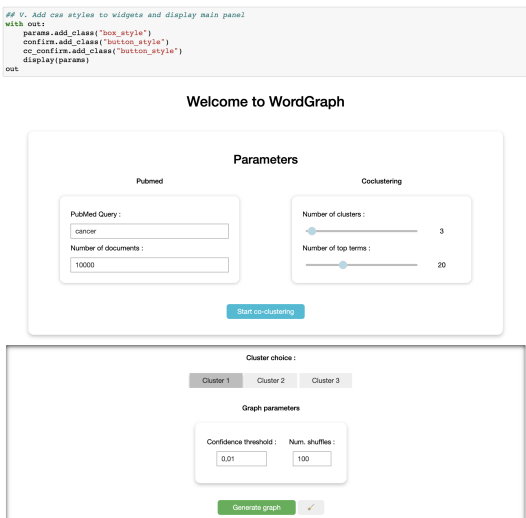 ## V. Add css styles to widgets and display main panel
with out:
    params.add_class("box_style")
    confirm.add_class("button_style")
    cc_confirm.add_class("button_style")
    display(params)
out
Welcome to WordGraph
Parameters
Pubmed
Coclustering
PubMed Query :
cancer
Number of documents :
10000
Number of clusters :
3
Number of top terms :
20
Start co-clustering
Cluster choice :
Cluster 1 Cluster 2 Cluster 3
Graph parameters
Confidence threshold : Num. shuffles :
0,01 100
Generate graph